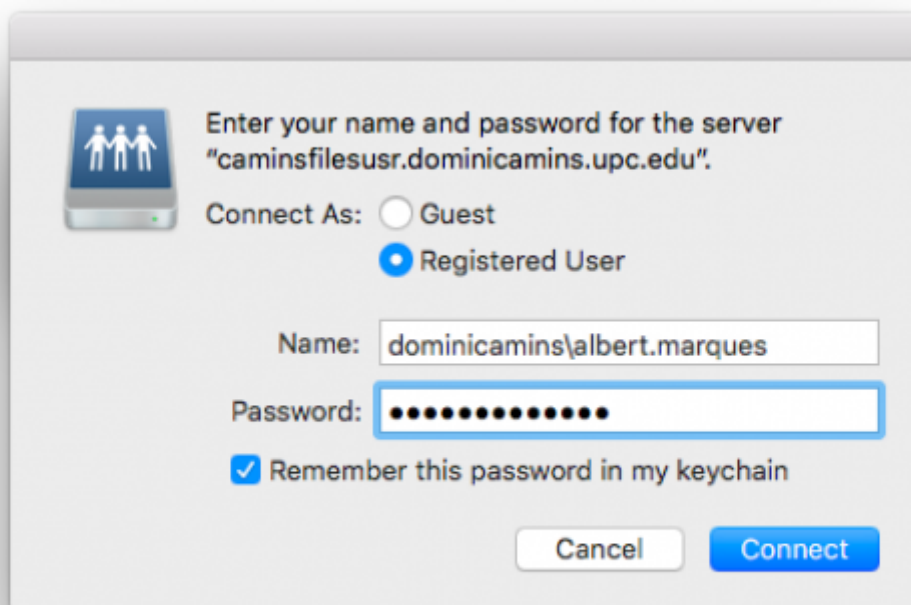 Enter your name and password for the server
"caminsfilesusr.dominicamins.upc.edu".
Connect As: Guest
Registered User
Name: dominicamins\albert.marques
Password: •••••••••••••
Remember this password in my keychain
Cancel Connect